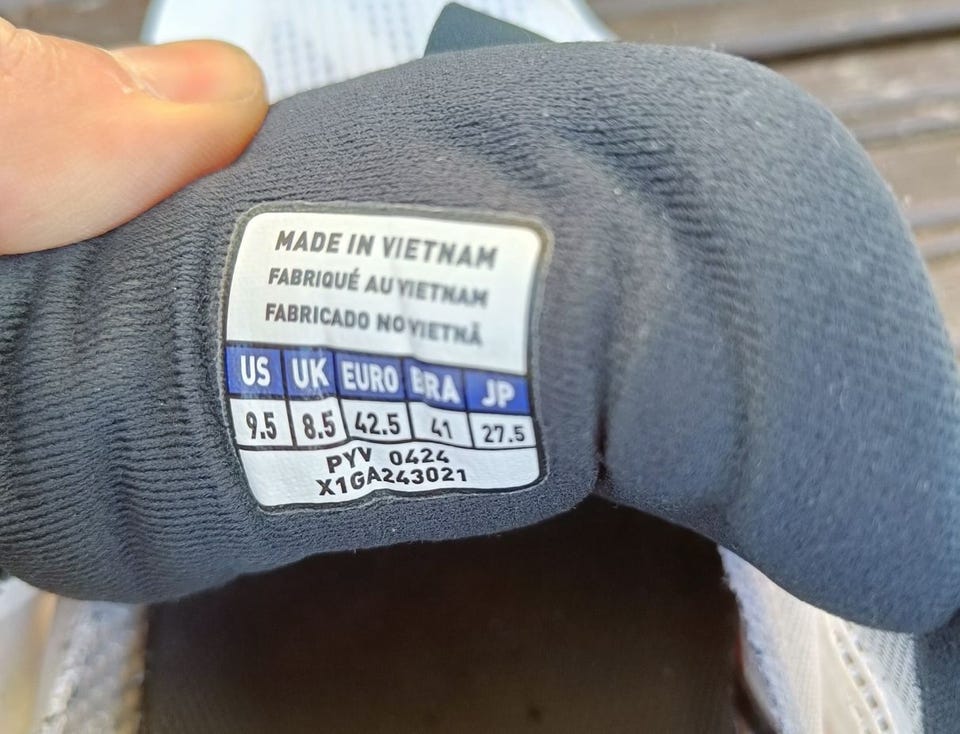 MADE IN VIETNAM
FABRIQUÉ AU VIETNAM
FABRICADO NO VIETNÃ
US UK EURO BRA JP
9.5 8.5 42.5 41 27.5
PYV 0424
X1GA243021